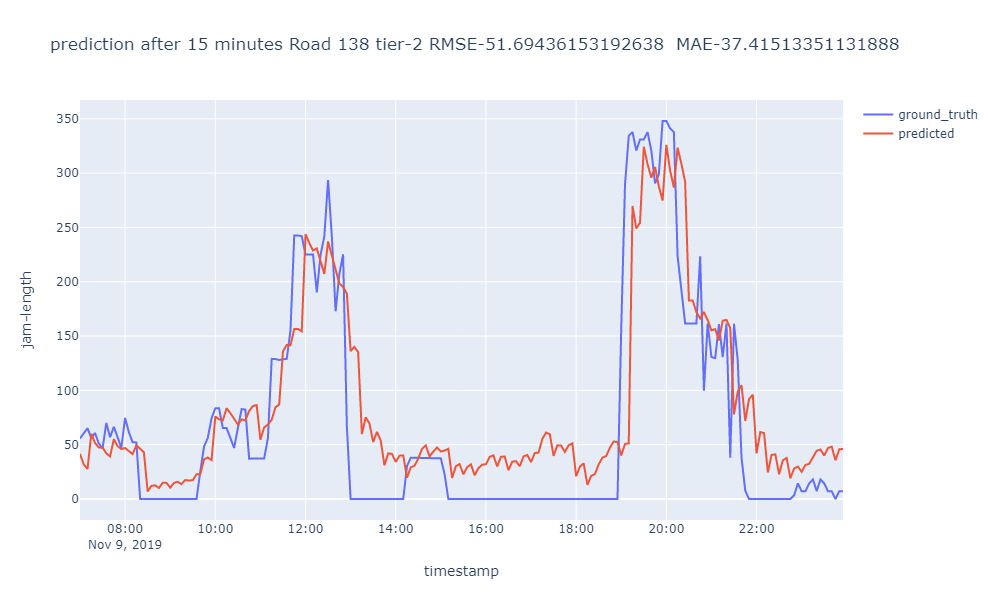 prediction after 15 minutes Road 138 tier-2 RMSE-51.69436153192638  MAE-37.41513351131888
ground_truth
predicted
350
300
250
200
150
100
50
0
jam-length
08:00
10:00
12:00
14:00
16:00
18:00
20:00
22:00
Nov 9, 2019
timestamp